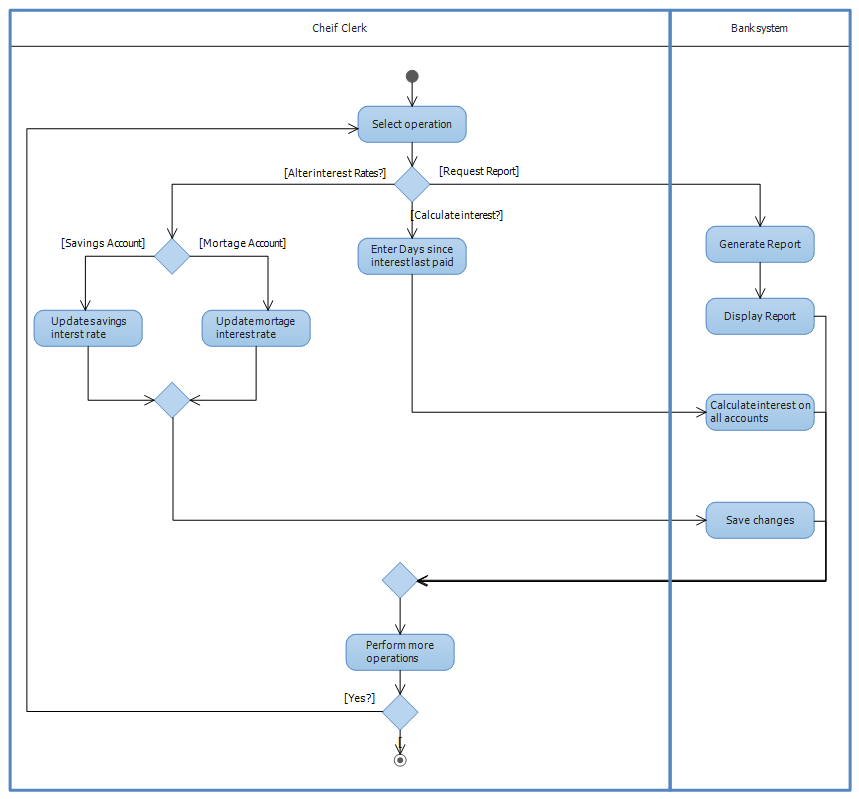 Cheif Clerk
Bank system
Select operation
[Alter interest Rates?]
[Request Report]
[Calculate interest?]
[Savings Account]
[Mortage Account]
Enter Days since
interest last paid
Generate Report
Update savings
interst rate
Update mortage
interest rate
Display Report
Calculate interest on
all accounts
Save changes
Perform more
operations
[Yes?]
[